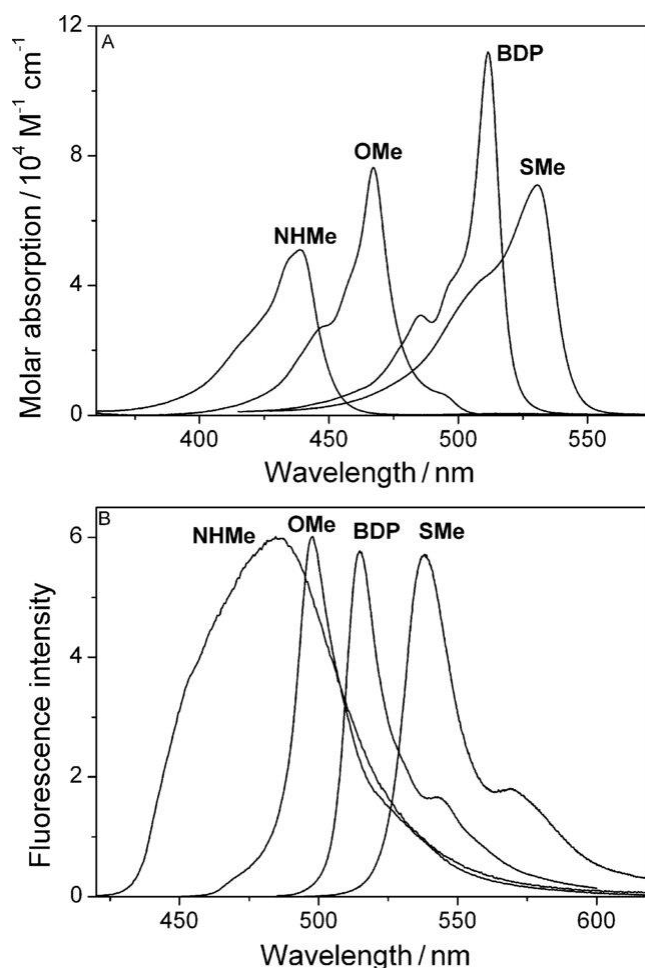 A
12
8
4
0
Molar absorption / 10⁴ M⁻¹ cm⁻¹
NHMe
OMe
BDP
SMe
400 450 500 550
Wavelength / nm
B
6
4
2
0
Fluorescence intensity
NHMe OMe BDP SMe
450 500 550 600
Wavelength / nm